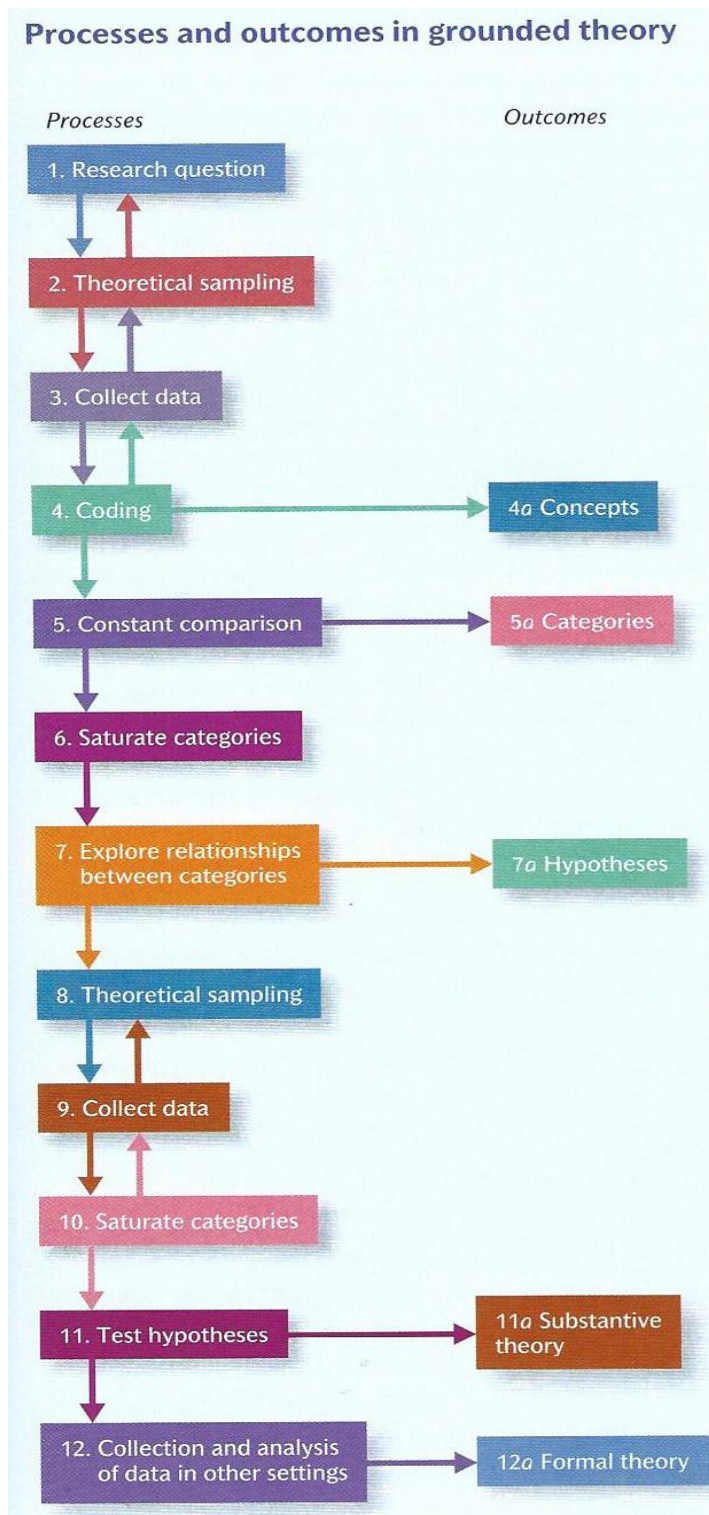 Processes and outcomes in grounded theory
Processes
Outcomes
1. Research question
2. Theoretical sampling
3. Collect data
4. Coding
4a Concepts
5. Constant comparison
5a Categories
6. Saturate categories
7. Explore relationships
between categories
7a Hypotheses
8. Theoretical sampling
9. Collect data
10. Saturate categories
11. Test hypotheses
11a Substantive
theory
12. Collection and analysis
of data in other settings
12a Formal theory